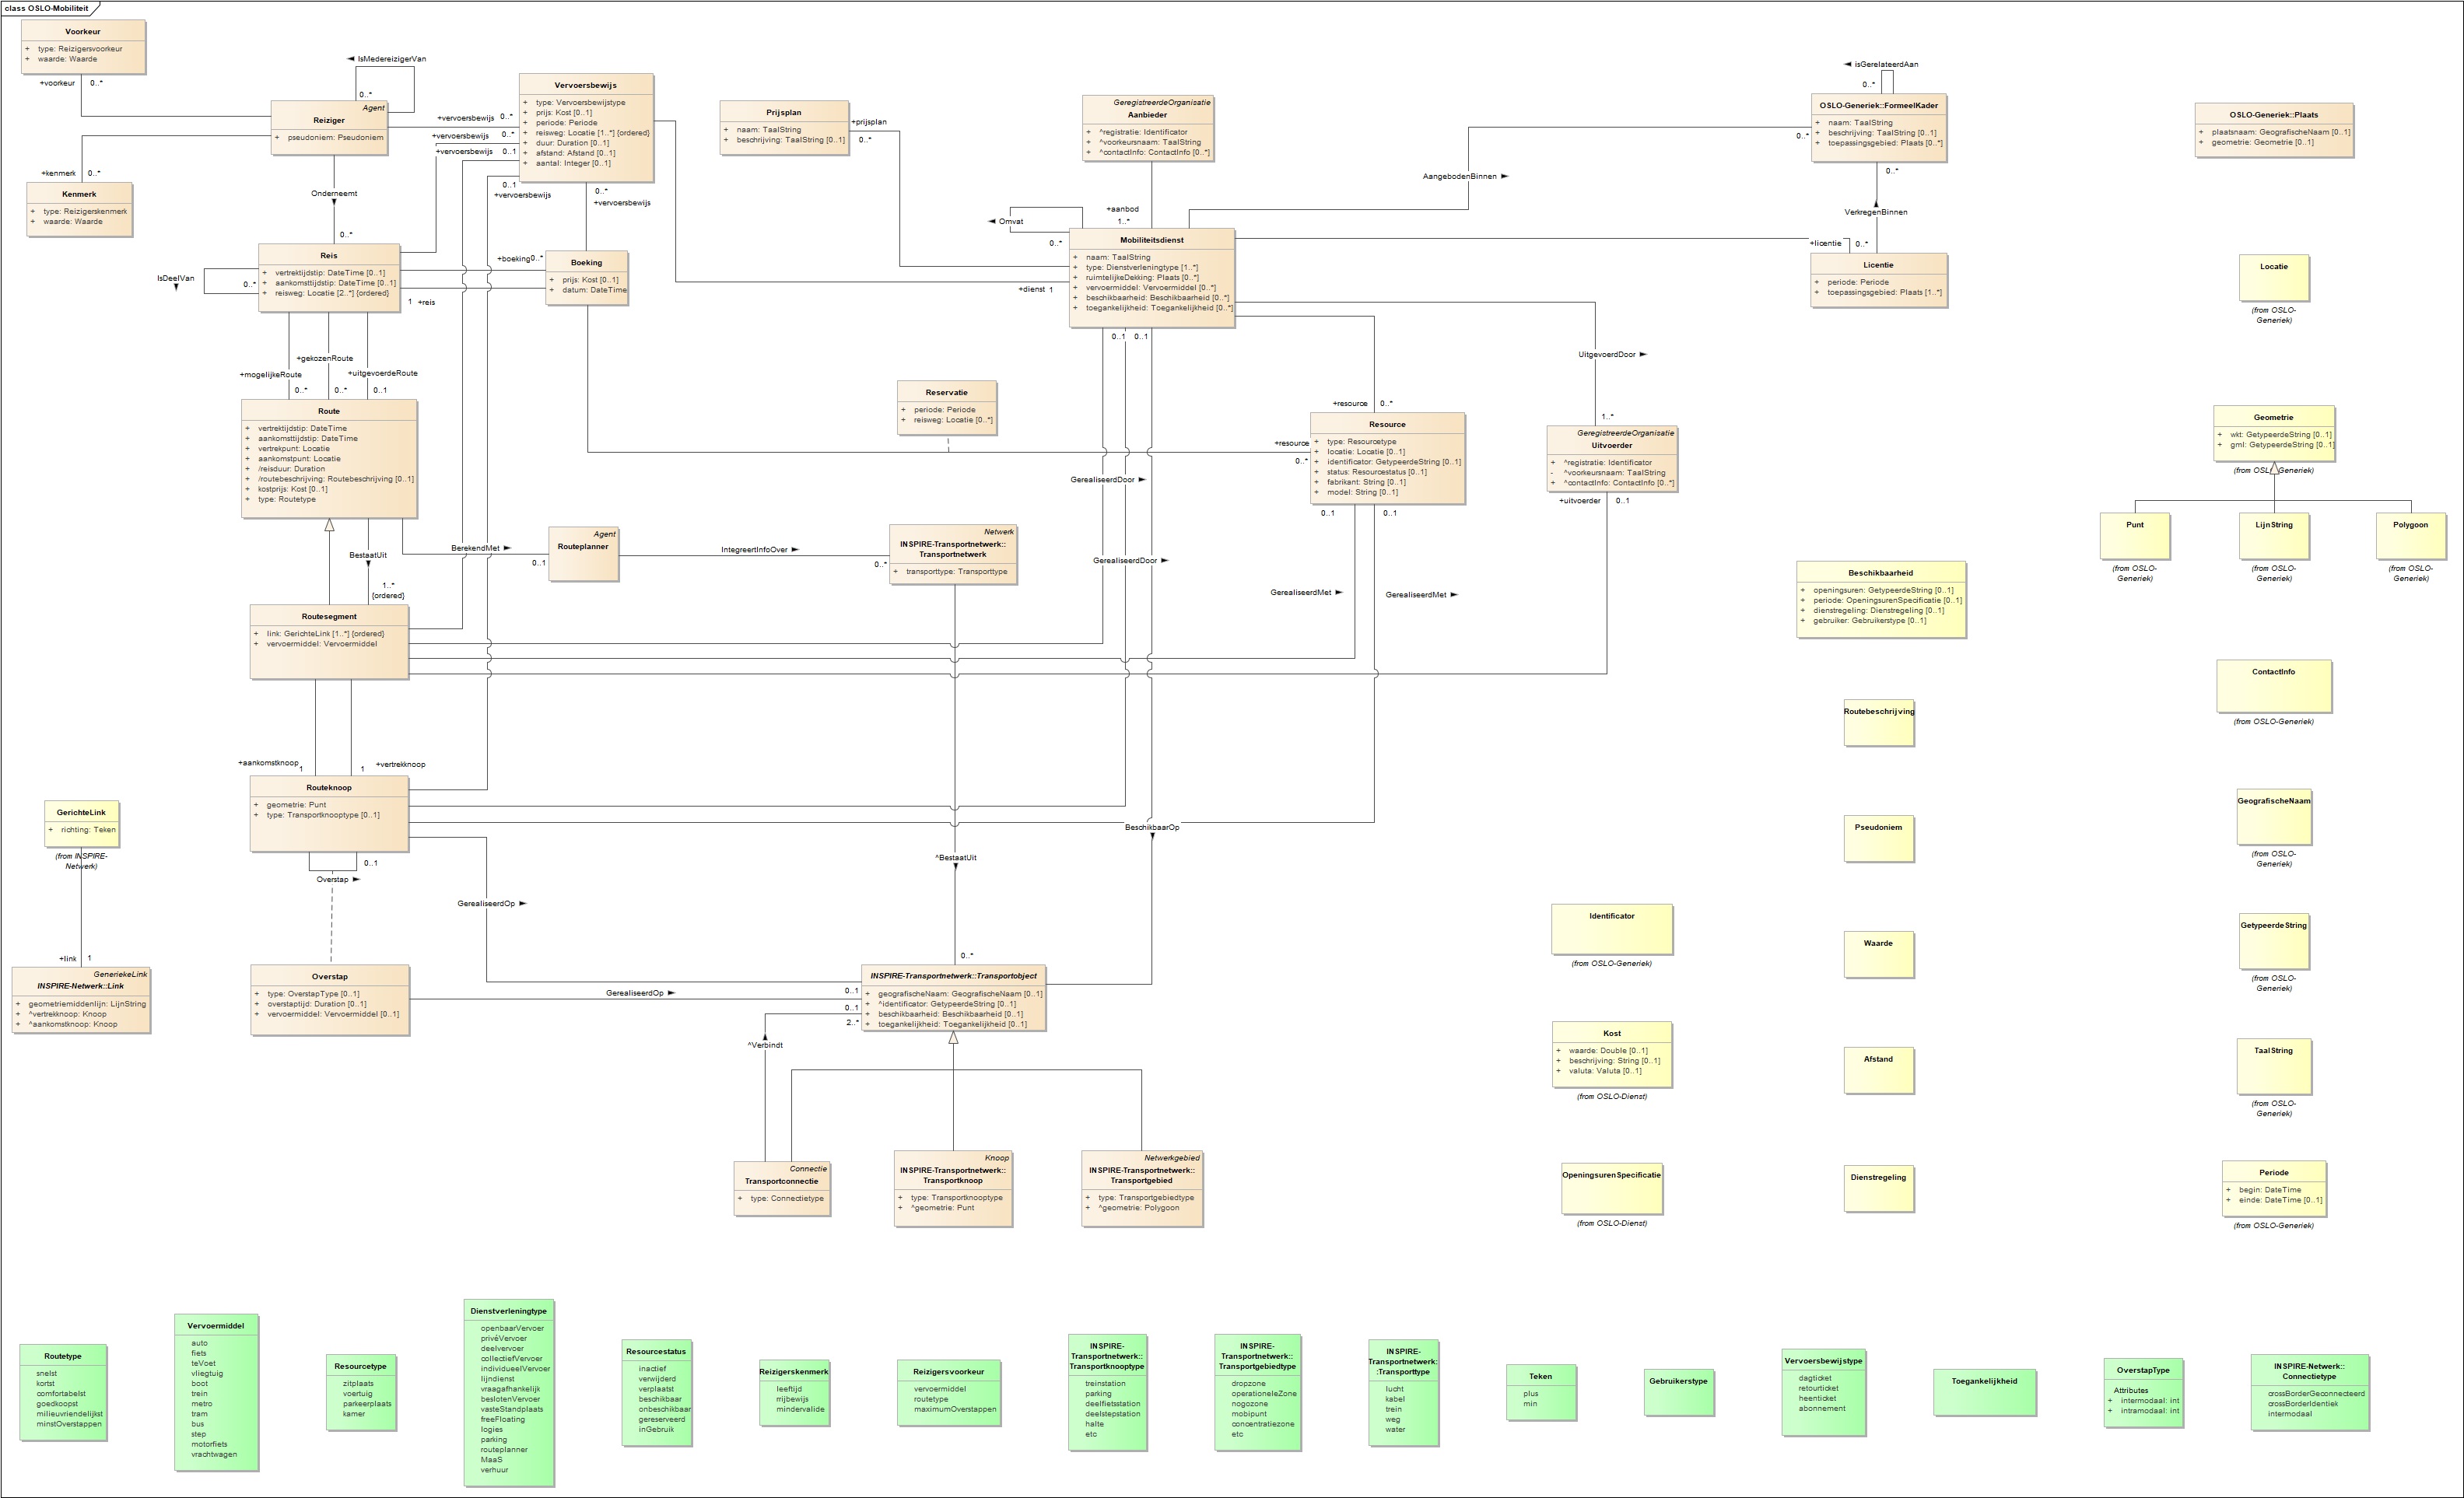 class OSLO-Mobiliteit
Voorkeur
+ type: Reizigersvoorkeur
+ waarde: Waarde
+voorkeur 0..*
IsMedereizigerVan
0..*
Agent
Reiziger
+ pseudoniem: Pseudoniem
+kenmerk 0..*
Kenmerk
+ type: Reizigerskenmerk
+ waarde: Waarde
Onderneemt
0..*
Vervoersbewijs
+ type: Vervoersbewijstype
+ prijs: Kost [0..1]
+ periode: Periode
+ reisweg: Locatie [1..*] {ordered}
+ duur: Duration [0..1]
+ afstand: Afstand [0..1]
+ aantal: Integer [0..1]
+vervoersbewijs 0..*
+vervoersbewijs 0..*
+vervoersbewijs 0..1
0..1
+vervoersbewijs
0..*
+vervoersbewijs
Prijsplan
+ naam: TaalString
+ beschrijving: TaalString [0..1]
+prijsplan
0..*
GeregistreerdeOrganisatie
Aanbieder
+ ^registratie: Identificator
+ ^voorkeursnaam: TaalString
+ ^contactInfo: ContactInfo [0..*]
+aanbod
1..*
Omvat
0..*
Mobiliteitsdienst
+ naam: TaalString
+ type: Dienstverleningtype [1..*]
+ ruimtelijkeDekking: Plaats [0..*]
+ vervoermiddel: Vervoermiddel [0..*]
+ beschikbaarheid: Beschikbaarheid [0..*]
+ toegankelijkheid: Toegankelijkheid [0..*]
+dienst 1
0..1 0..1
AangebodenBinnen
0..*
isGerelateerdAan
0..*
OSLO-Generiek::FormeelKader
+ naam: TaalString
+ beschrijving: TaalString [0..1]
+ toepassingsgebied: Plaats [0..*]
0..*
VerkregenBinnen
+licentie 0..*
Licentie
+ periode: Periode
+ toepassingsgebied: Plaats [1..*]
OSLO-Generiek::Plaats
+ plaatsnaam: GeografischeNaam [0..1]
+ geometrie: Geometrie [0..1]
Locatie
(from OSLO-
Generiek)
Reis
+ vertrektijdstip: DateTime [0..1]
+ aankomsttijdstip: DateTime [0..1]
+ reisweg: Locatie [2..*] {ordered}
IsDeelVan
0..*
+boeking 0..*
1 +reis
Boeking
+ prijs: Kost [0..1]
+ datum: DateTime
+gekozenRoute
+mogelijkeRoute
+uitgevoerdeRoute
0..* 0..* 0..1
Route
+ vertrektijdstip: DateTime
+ aankomsttijdstip: DateTime
+ vertrekpunt: Locatie
+ aankomstpunt: Locatie
+ /reisduur: Duration
+ /routebeschrijving: Routebeschrijving [0..1]
+ kostprijs: Kost [0..1]
+ type: Routetype
Reservatie
+ periode: Periode
+ reisweg: Locatie [0..*]
+resource 0..*
+resource
0..*
Resource
+ type: Resourcetype
+ locatie: Locatie [0..1]
+ identificator: GetypeerdeString [0..1]
+ status: Resourcestatus [0..1]
+ fabrikant: String [0..1]
+ model: String [0..1]
0..1 0..1
UitgevoerdDoor
1..*
GeregistreerdeOrganisatie
Uitvoerder
+ ^registratie: Identificator
- ^voorkeursnaam: TaalString
+ ^contactInfo: ContactInfo [0..*]
+uitvoerder 0..1
Geometrie
+ wkt: GetypeerdeString [0..1]
+ gml: GetypeerdeString [0..1]
(from OSLO-Generiek)
Punt
(from OSLO-
Generiek)
LijnString
(from OSLO-
Generiek)
Polygoon
(from OSLO-
Generiek)
GerealiseerdDoor
GerealiseerdDoor
GerealiseerdMet
GerealiseerdMet
BestaatUit
1..*
{ordered}
BerekendMet
0..1
Agent
Routeplanner
IntegreertInfoOver
0..*
Netwerk
INSPIRE-Transportnetwerk::
Transportnetwerk
+ transporttype: Transporttype
Routesegment
+ link: GerichteLink [1..*] {ordered}
+ vervoermiddel: Vervoermiddel
Beschikbaarheid
+ openingsuren: GetypeerdeString [0..1]
+ periode: OpeningsurenSpecificatie [0..1]
+ dienstregeling: Dienstregeling [0..1]
+ gebruiker: Gebruikerstype [0..1]
ContactInfo
(from OSLO-Generiek)
Routebeschrijving
+aankomstknoop 1
1 +vertrekknoop
Routeknoop
+ geometrie: Punt
+ type: Transportknooptype [0..1]
0..1
Overstap
GerichteLink
+ richting: Teken
(from INSPIRE-
Netwerk)
+link 1
GeneriekeLink
INSPIRE-Netwerk::Link
+ geometriemiddenlijn: LijnString
+ ^vertrekknoop: Knoop
+ ^aankomstknoop: Knoop
GerealiseerdOp
^BestaatUit
0..*
BeschikbaarOp
GeografischeNaam
(from OSLO-
Generiek)
Pseudoniem
Identificator
(from OSLO-Generiek)
Waarde
GetypeerdeString
(from OSLO-
Generiek)
Overstap
+ type: OverstapType [0..1]
+ overstaptijd: Duration [0..1]
+ vervoermiddel: Vervoermiddel [0..1]
GerealiseerdOp
0..1
0..1
2..*
INSPIRE-Transportnetwerk::Transportobject
+ geografischeNaam: GeografischeNaam [0..1]
+ ^identificator: GetypeerdeString [0..1]
+ beschikbaarheid: Beschikbaarheid [0..1]
+ toegankelijkheid: Toegankelijkheid [0..1]
^Verbindt
Kost
+ waarde: Double [0..1]
+ beschrijving: String [0..1]
+ valuta: Valuta [0..1]
(from OSLO-Dienst)
Afstand
TaalString
(from OSLO-
Generiek)
Connectie
Transportconnectie
+ type: Connectietype
Knoop
INSPIRE-Transportnetwerk::
Transportknoop
+ type: Transportknooptype
+ ^geometrie: Punt
Netwerkgebied
INSPIRE-Transportnetwerk::
Transportgebied
+ type: Transportgebiedtype
+ ^geometrie: Polygoon
OpeningsurenSpecificatie
(from OSLO-Dienst)
Dienstregeling
Periode
+ begin: DateTime
+ einde: DateTime [0..1]
(from OSLO-Generiek)
Routetype
snelst
kortst
comfortabelst
goedkoopst
milieuvriendelijkst
minstOverstappen
Vervoermiddel
auto
fiets
teVoet
vliegtuig
boot
trein
metro
tram
bus
step
motorfiets
vrachtwagen
Resourcetype
zitplaats
voertuig
parkeerplaats
kamer
Dienstverleningtype
openbaarVervoer
privéVervoer
deelvervoer
collectiefVervoer
individueelVervoer
lijndienst
vraagafhankelijk
beslotenVervoer
vasteStandplaats
freeFloating
logies
parking
routeplanner
MaaS
verhuur
Resourcestatus
inactief
verwijderd
verplaatst
beschikbaar
onbeschikbaar
gereserveerd
inGebruik
Reizigerskenmerk
leeftijd
rrijbewijs
mindervalide
Reizigersvoorkeur
vervoermiddel
routetype
maximumOverstappen
INSPIRE-
Transportnetwerk::
Transportknooptype
treinstation
parking
deelfietsstation
deelstepstation
halte
etc
INSPIRE-
Transportnetwerk::
Transportgebiedtype
dropzone
operationeleZone
nogozone
mobipunt
concentratiezone
etc
INSPIRE-
Transportnetwerk:
:Transporttype
lucht
kabel
trein
weg
water
Teken
plus
min
Gebruikerstype
Vervoersbewijstype
dagticket
retourticket
heenticket
abonnement
Toegankelijkheid
OverstapType
Attributes
+ intermodaal: int
+ intramodaal: int
INSPIRE-Netwerk::
Connectietype
crossBorderGeconnecteerd
crossBorderIdentiek
intermodaal